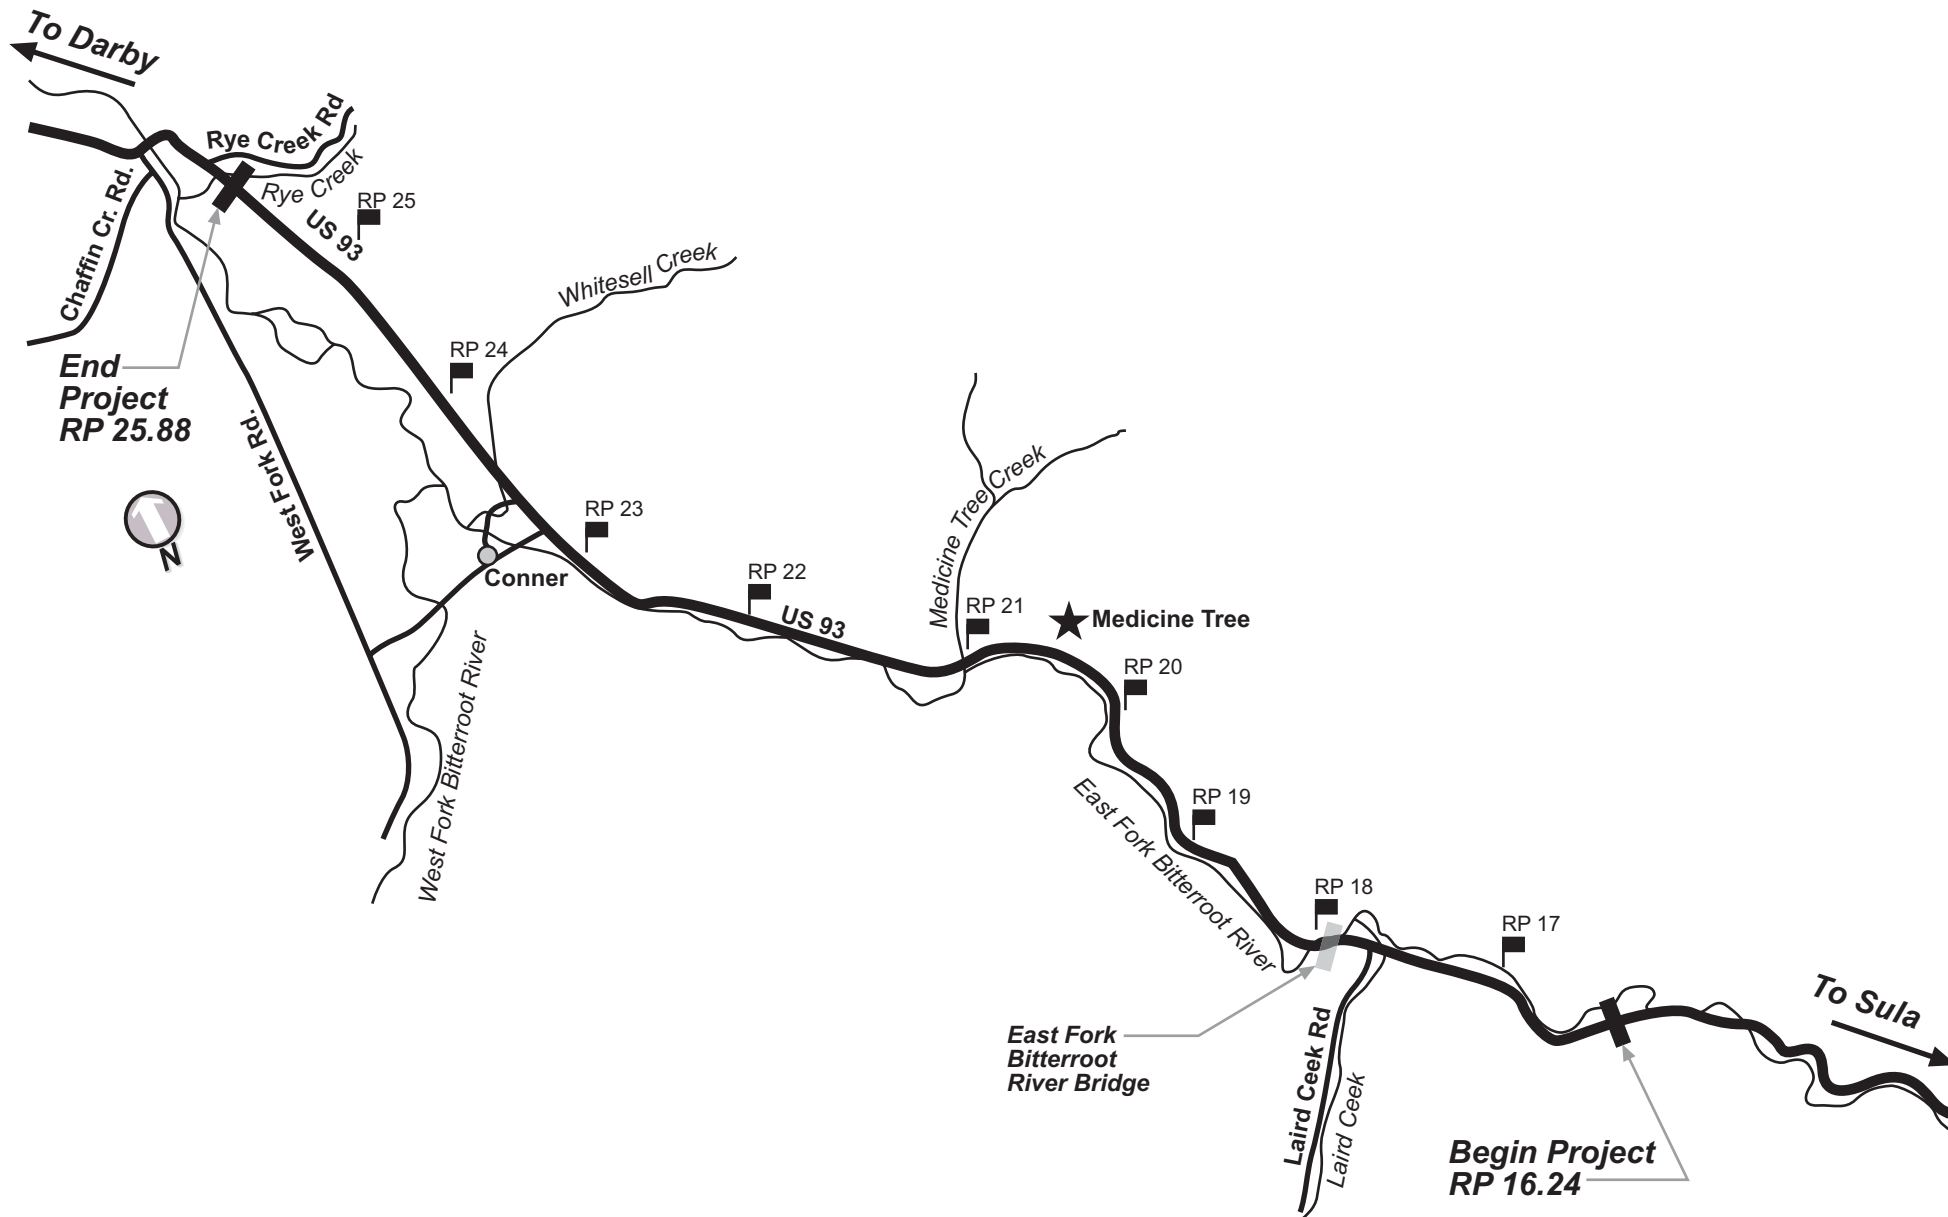 To Darby
Rye Creek Rd
Rye Creek
Chaffin Cr. Rd.
US 93
RP 25
Whitesell Creek
End
Project
RP 25.88
RP 24
West Fork Rd.
N
RP 23
Conner
West Fork Bitterroot River
RP 22
US 93
Medicine Tree Creek
RP 21
Medicine Tree
RP 20
RP 19
East Fork Bitterroot River
RP 18
RP 17
East Fork
Bitterroot
River Bridge
Laird Ceek Rd
Laird Ceek
To Sula
Begin Project
RP 16.24